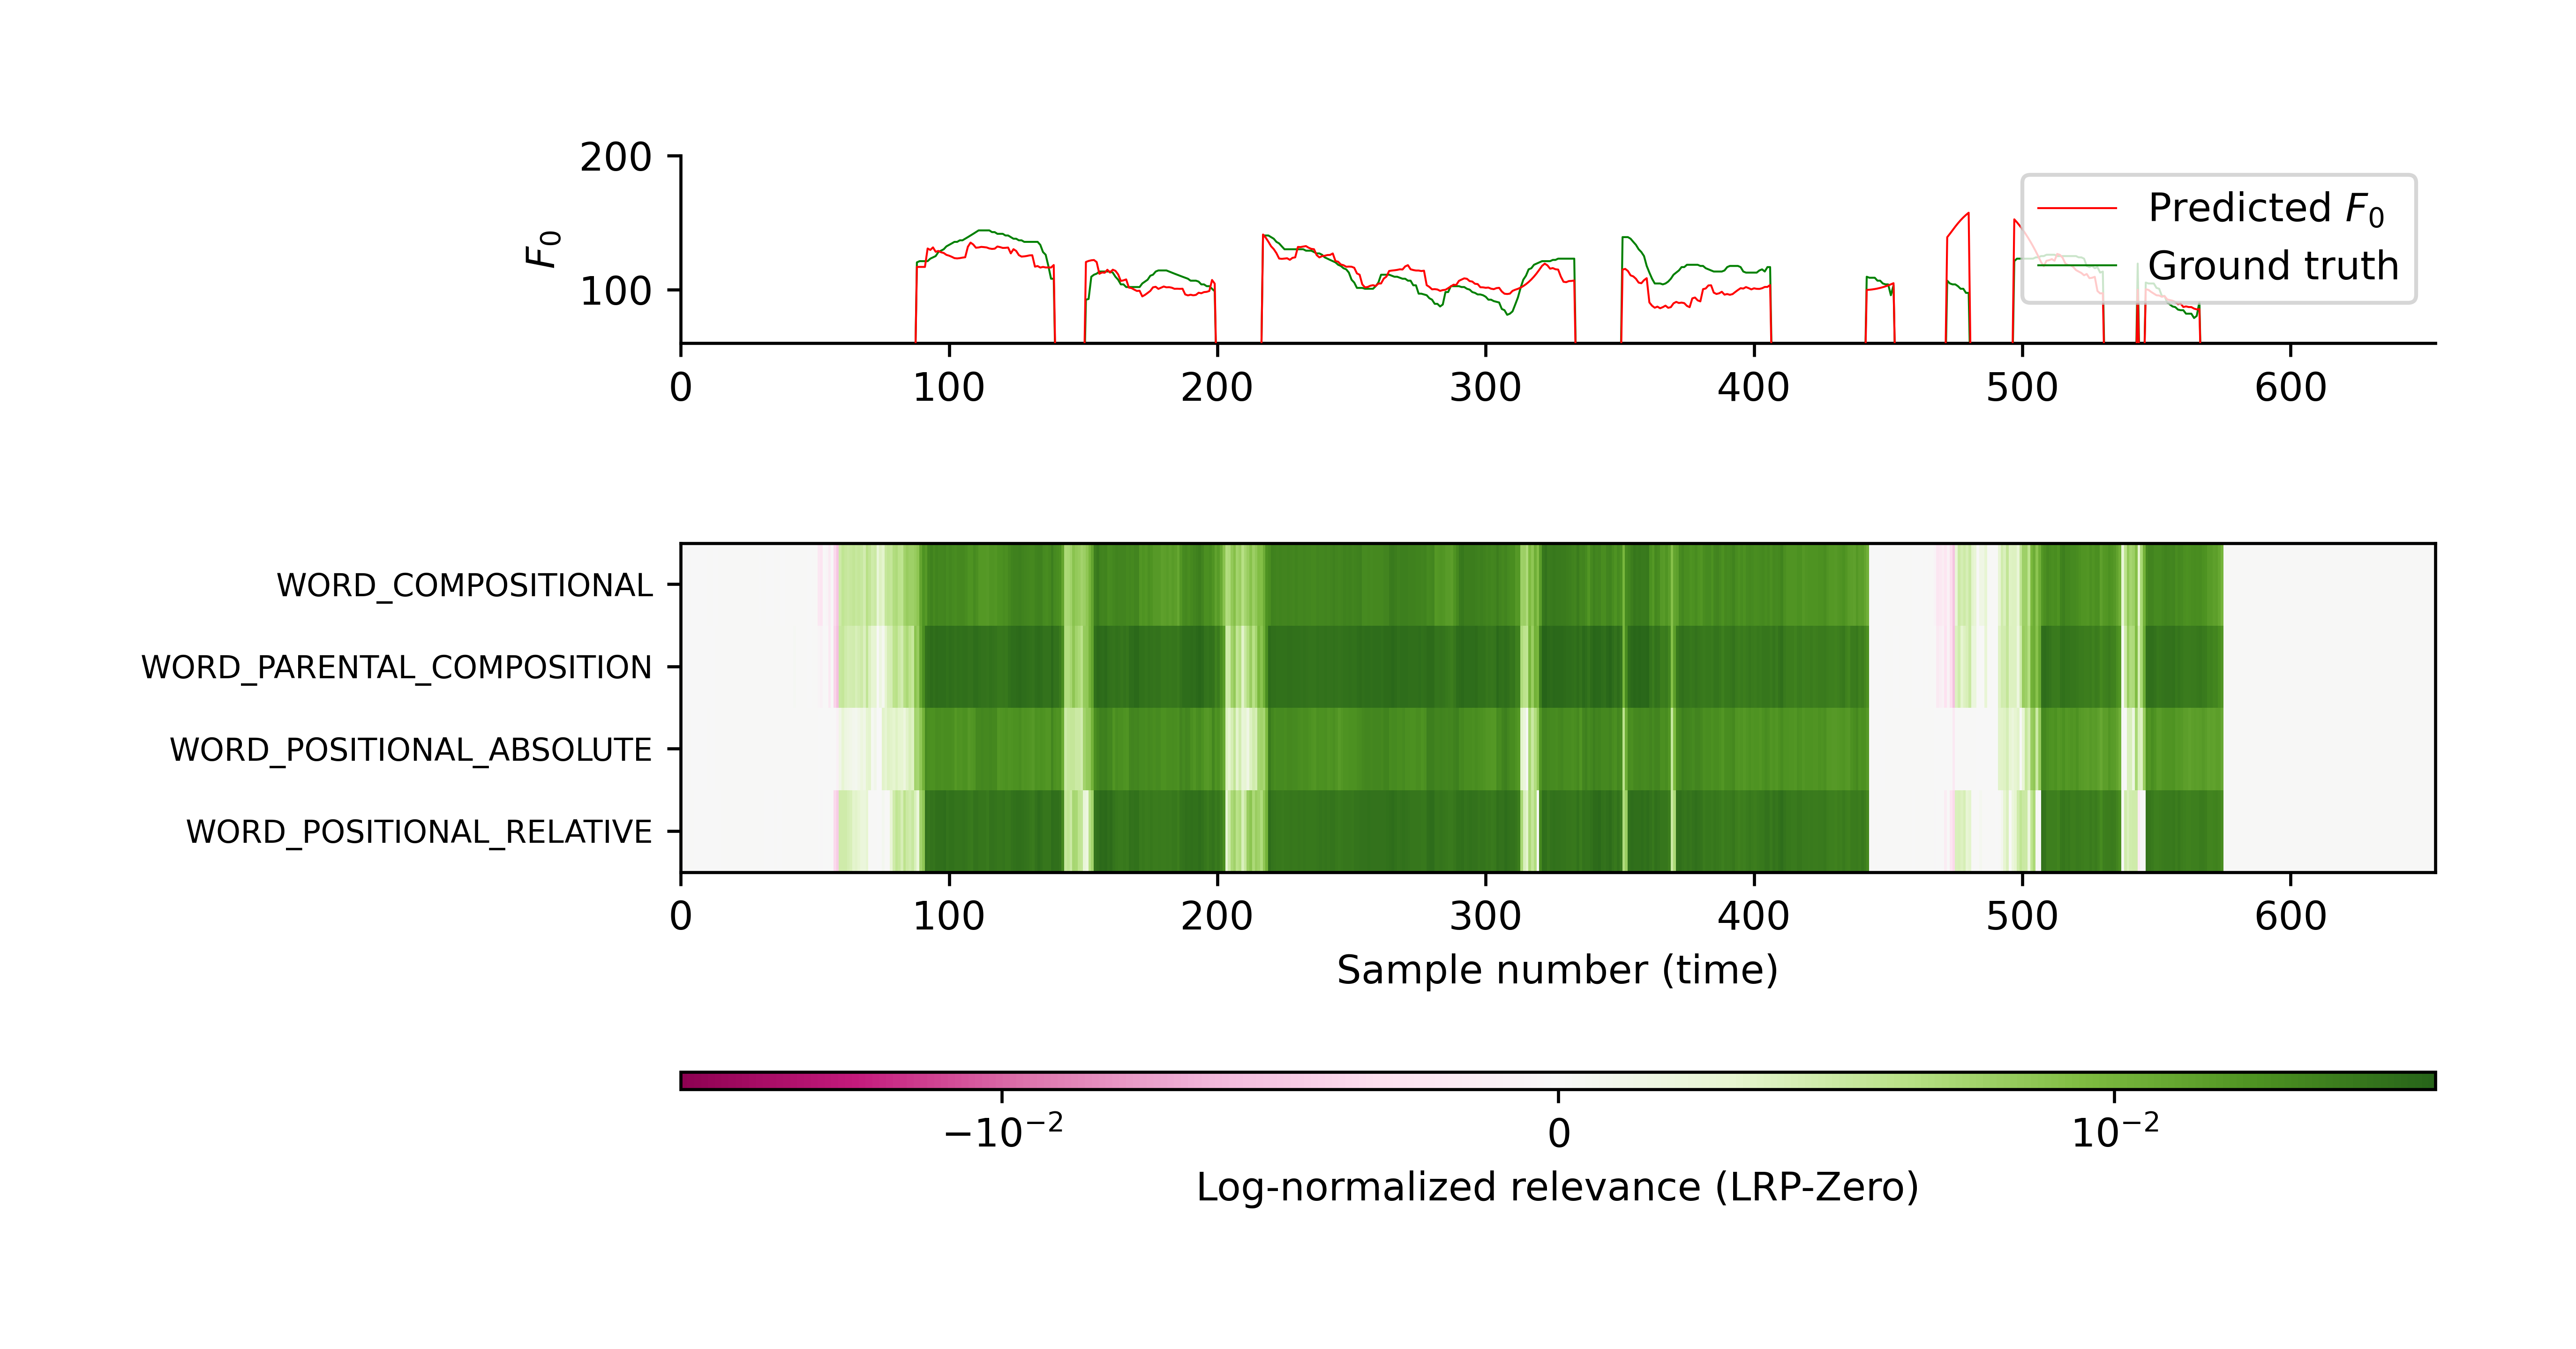 200
100
F₀
Predicted F₀
Ground truth
0 100 200 300 400 500 600
WORD_COMPOSITIONAL
WORD_PARENTAL_COMPOSITION
WORD_POSITIONAL_ABSOLUTE
WORD_POSITIONAL_RELATIVE
0 100 200 300 400 500 600
Sample number (time)
−10⁻² 0 10⁻²
Log-normalized relevance (LRP-Zero)